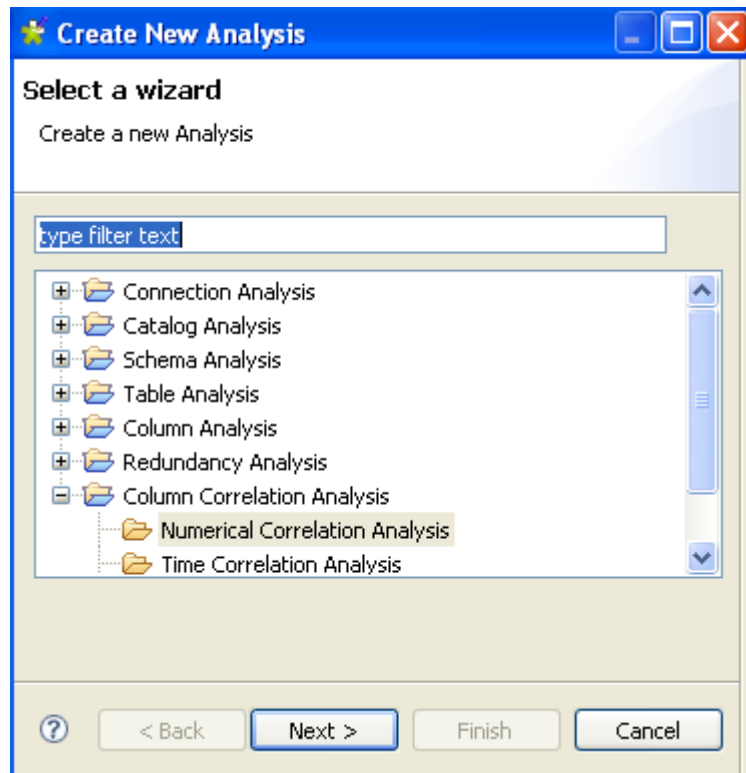 Create New Analysis
Select a wizard
Create a new Analysis
type filter text
Connection Analysis
Catalog Analysis
Schema Analysis
Table Analysis
Column Analysis
Redundancy Analysis
Column Correlation Analysis
Numerical Correlation Analysis
Time Correlation Analysis
? < Back Next > Finish Cancel